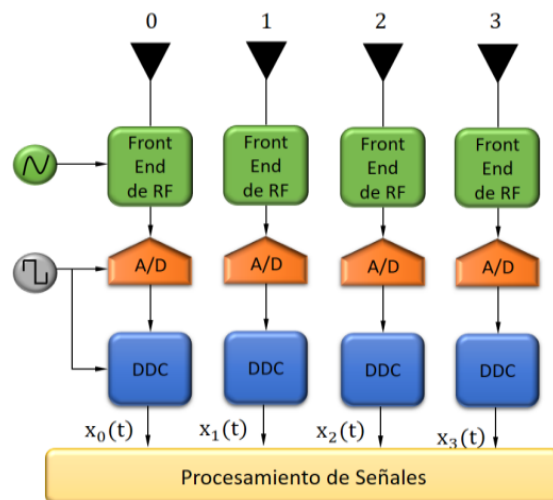 0 1 2 3
Front Front Front Front
End End End End
de RF de RF de RF de RF
A/D A/D A/D A/D
DDC DDC DDC DDC
x₀(t) x₁(t) x₂(t) x₃(t)
Procesamiento de Señales